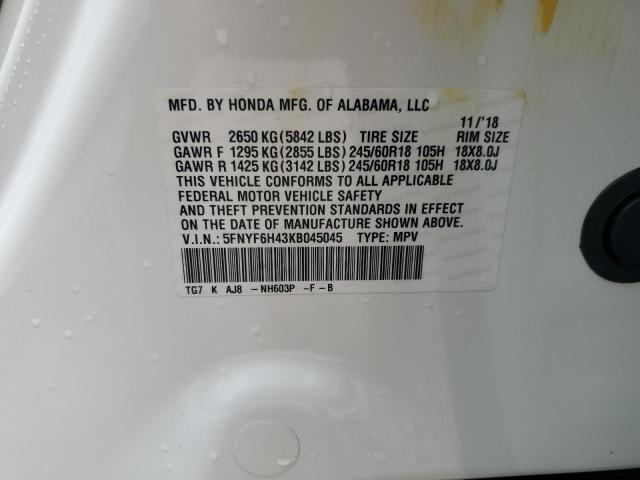 MFD. BY HONDA MFG. OF ALABAMA, LLC
11/'18
GVWR 2650 KG(5842 LBS) TIRE SIZE RIM SIZE
GAWR F 1295 KG(2855 LBS)245/60R18 105H 18X8.0J
GAWR R 1425 KG(3142 LBS)245/60R18 105H 18X8.0J
THIS VEHICLE CONFORMS TO ALL APPLICABLE
FEDERAL MOTOR VEHICLE SAFETY
AND THEFT PREVENTION STANDARDS IN EFFECT
ON THE DATE OF MANUFACTURE SHOWN ABOVE.
V.I.N.: 5FNYF6H43KB045045 TYPE: MPV
TG7 K AJ8 -NH603P -F-B